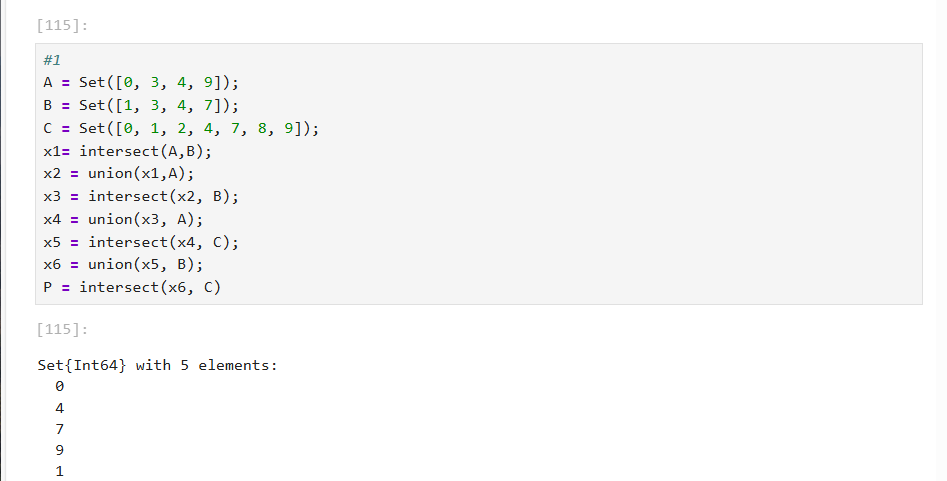 [115]:
#1
A = Set([0, 3, 4, 9]);
B = Set([1, 3, 4, 7]);
C = Set([0, 1, 2, 4, 7, 8, 9]);
x1= intersect(A,B);
x2 = union(x1,A);
x3 = intersect(x2, B);
x4 = union(x3, A);
x5 = intersect(x4, C);
x6 = union(x5, B);
P = intersect(x6, C)
[115]:
Set{Int64} with 5 elements:
0
4
7
9
1